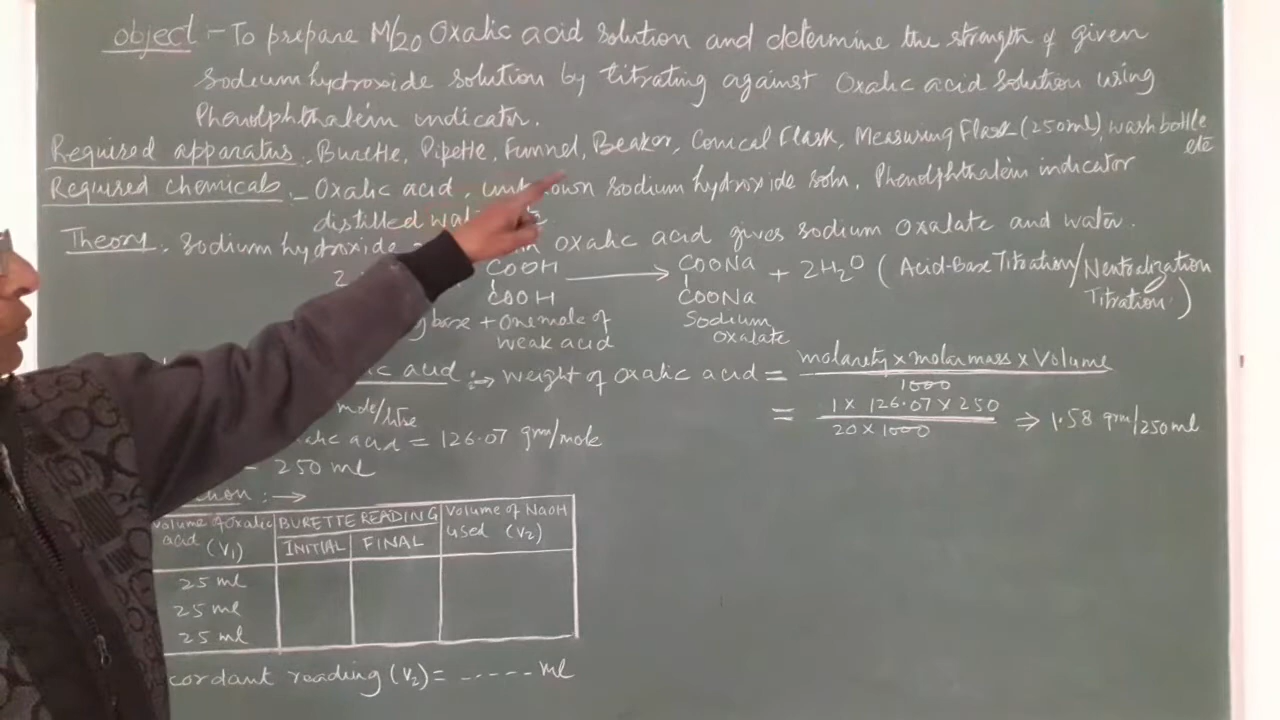 object :- To prepare M/20 Oxalic acid solution and determine the strength of given
Sodium hydroxide solution by titrating against Oxalic acid solution using
Phenolphthalein indicator.
Required apparatus. Burette, Pipette, Funnel, Beaker, Conical Flask, Measuring Flask (250ml), wash bottle
etc
Required chemicals - Oxalic acid, sodium hydroxide soln. Phenolphthalein indicator
distilled
Theory. Sodium hydroxide oxalic acid gives sodium Oxalate and water.
2 COOH → COONa + 2H2O (Acid-Base Titration/Neutralization
COOH COONa Titration)
base + One mole of Sodium
weak acid Oxalate
acid :→ weight of oxalic acid = molarity x molar mass x Volume
1000
mole/litre = 1 x 126.07 x 250
20 x 1000 ⇒ 1.58 grm/250ml
acid = 126.07 grm/mole
- 250 ml
:→
Volume of Oxalic acid (V1) BURETTE READING Volume of NaOH used (V2)
INITIAL FINAL
25 ml
25 ml
25 ml
cordant reading (V2) = ------ ml